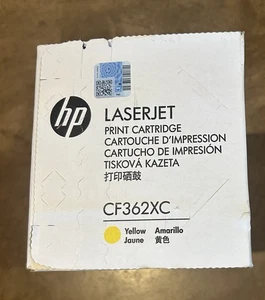 hp
LASERJET
PRINT CARTRIDGE
CARTOUCHE D'IMPRESSION
CARTUCHO DE IMPRESIÓN
TISKOVÁ KAZETA
打印硒鼓
CF362XC
Yellow Amarillo
Jaune 黄色